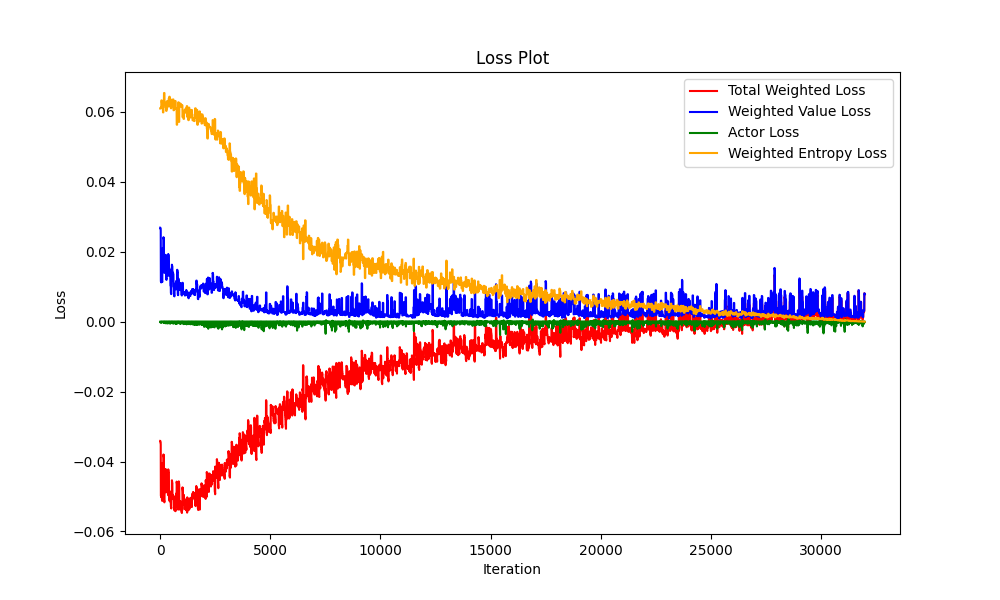 Loss Plot
Total Weighted Loss
Weighted Value Loss
Actor Loss
Weighted Entropy Loss
Loss
0.06
0.04
0.02
0.00
−0.02
−0.04
−0.06
0 5000 10000 15000 20000 25000 30000
Iteration